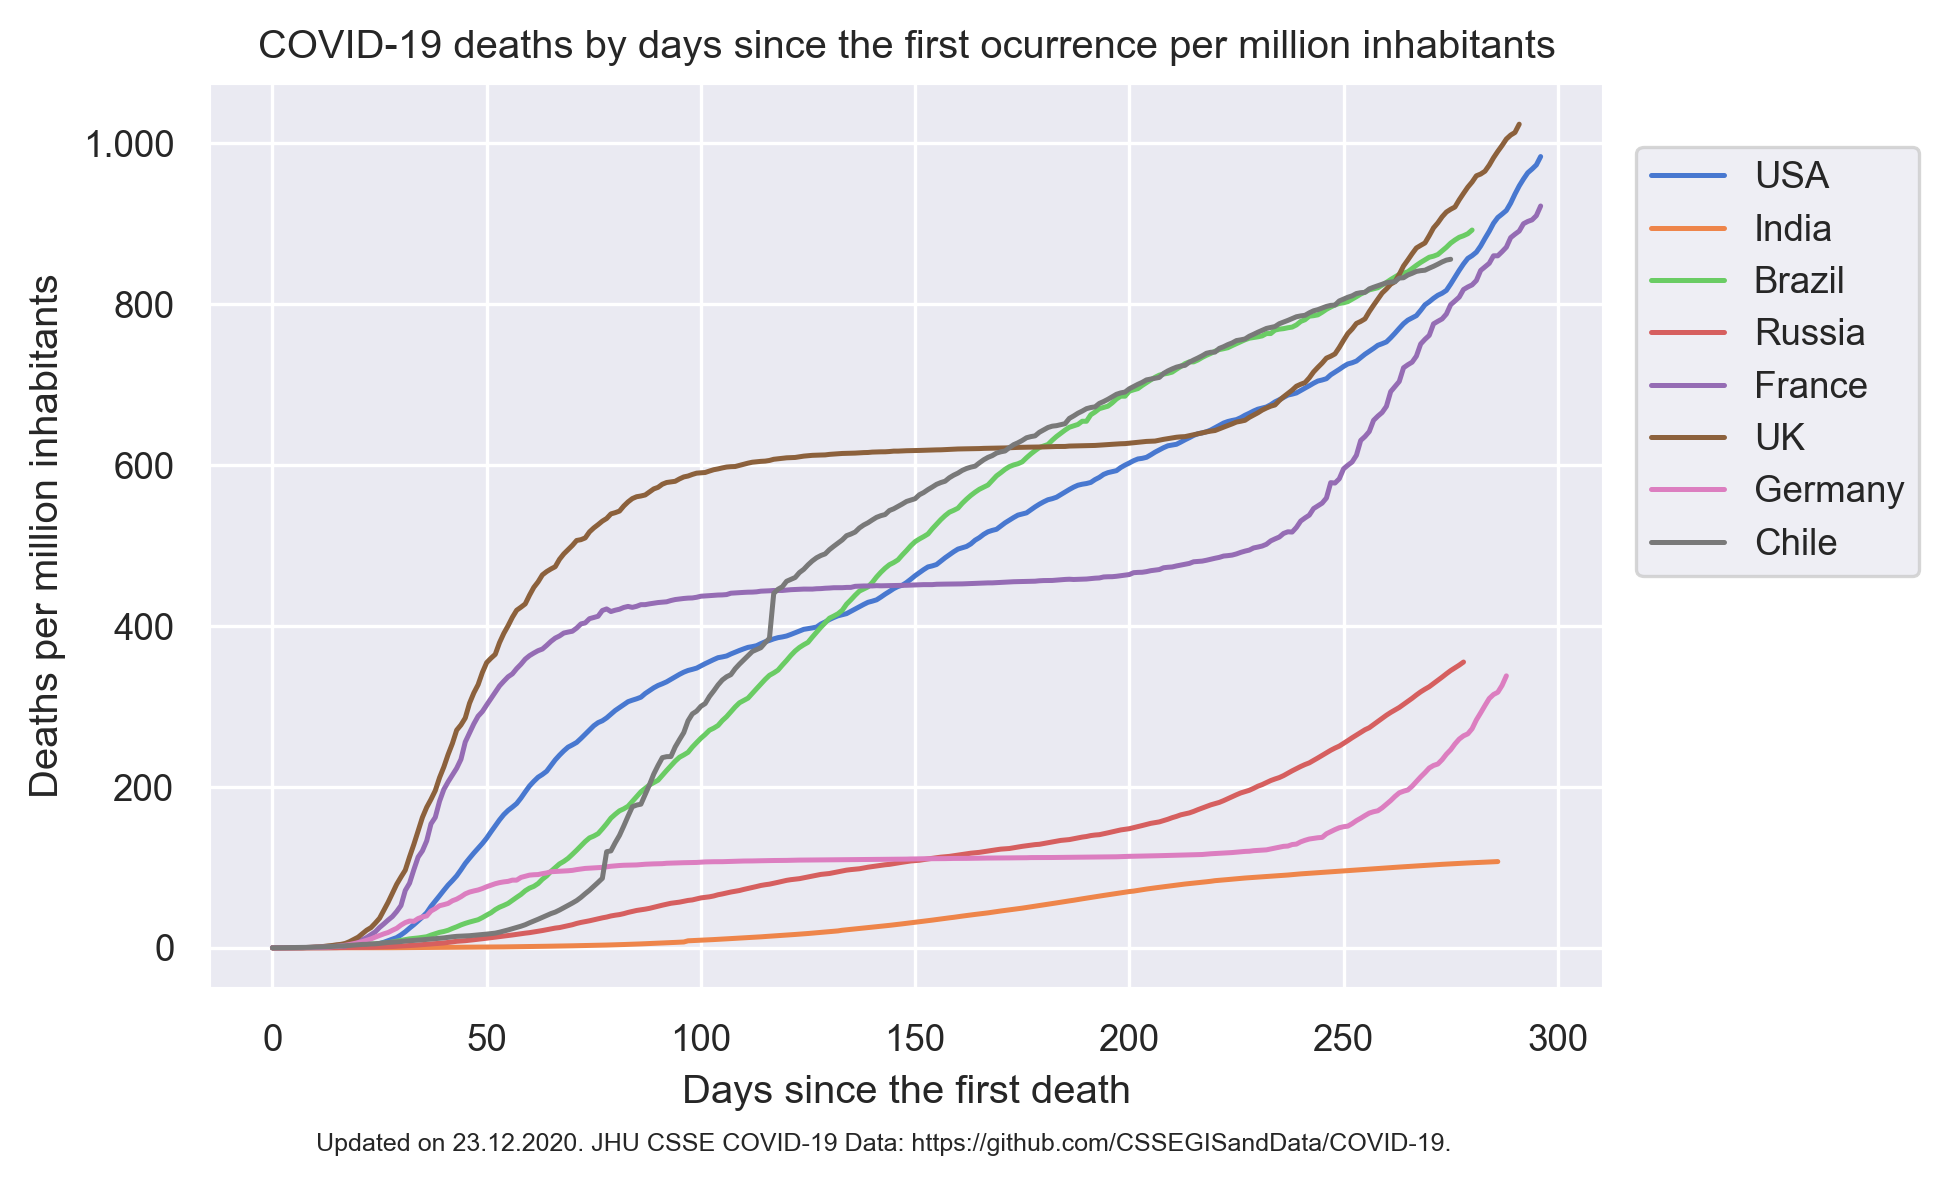 COVID-19 deaths by days since the first ocurrence per million inhabitants
Deaths per million inhabitants
1.000
800
600
400
200
0
0 50 100 150 200 250 300
Days since the first death
USA
India
Brazil
Russia
France
UK
Germany
Chile
Updated on 23.12.2020. JHU CSSE COVID-19 Data: https://github.com/CSSEGISandData/COVID-19.